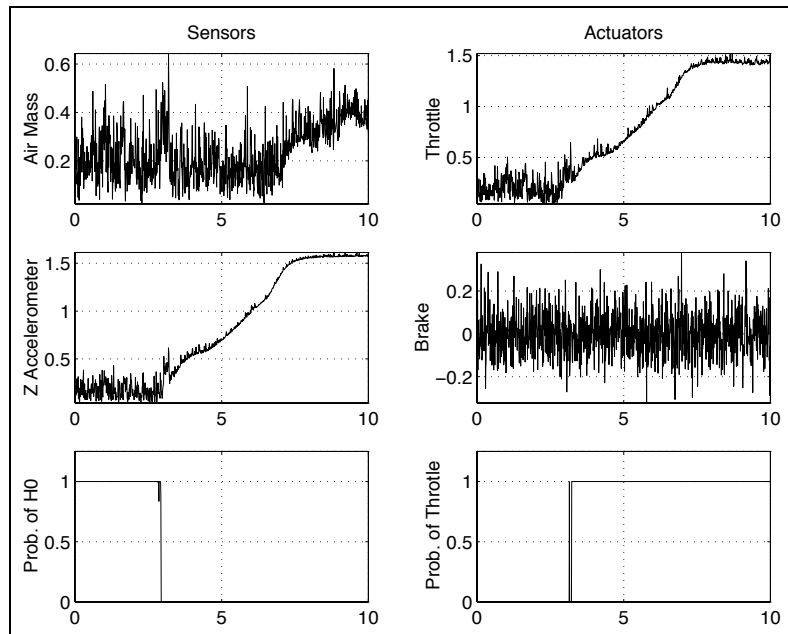 Sensors
Actuators
Air Mass
0.6
0.4
0.2
0 5 10
Throttle
1.5
1
0.5
0 5 10
Z Accelerometer
1.5
1
0.5
0 5 10
Brake
0.2
0
−0.2
0 5 10
Prob. of H0
1
0.5
0
0 5 10
Prob. of Throtle
1
0.5
0
0 5 10